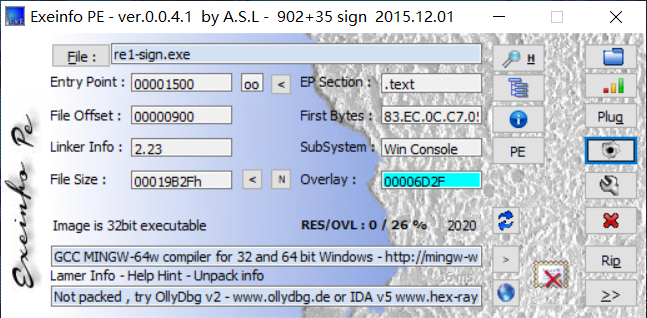 Exeinfo PE - ver.0.0.4.1 by A.S.L - 902+35 sign 2015.12.01
File : re1-sign.exe H
Entry Point : 00001500 oo < EP Section : .text
File Offset : 00000900 First Bytes : 83.EC.0C.C7.0 Plug
Linker Info : 2.23 SubSystem : Win Console PE
File Size : 00019B2Fh < N Overlay : 00006D2F
Image is 32bit executable RES/OVL : 0 / 26 % 2020
GCC MINGW-64w compiler for 32 and 64 bit Windows - http://mingw-w > Rip
Lamer Info - Help Hint - Unpack info
Not packed , try OllyDbg v2 - www.ollydbg.de or IDA v5 www.hex-ray >>
Exeinfo Pe